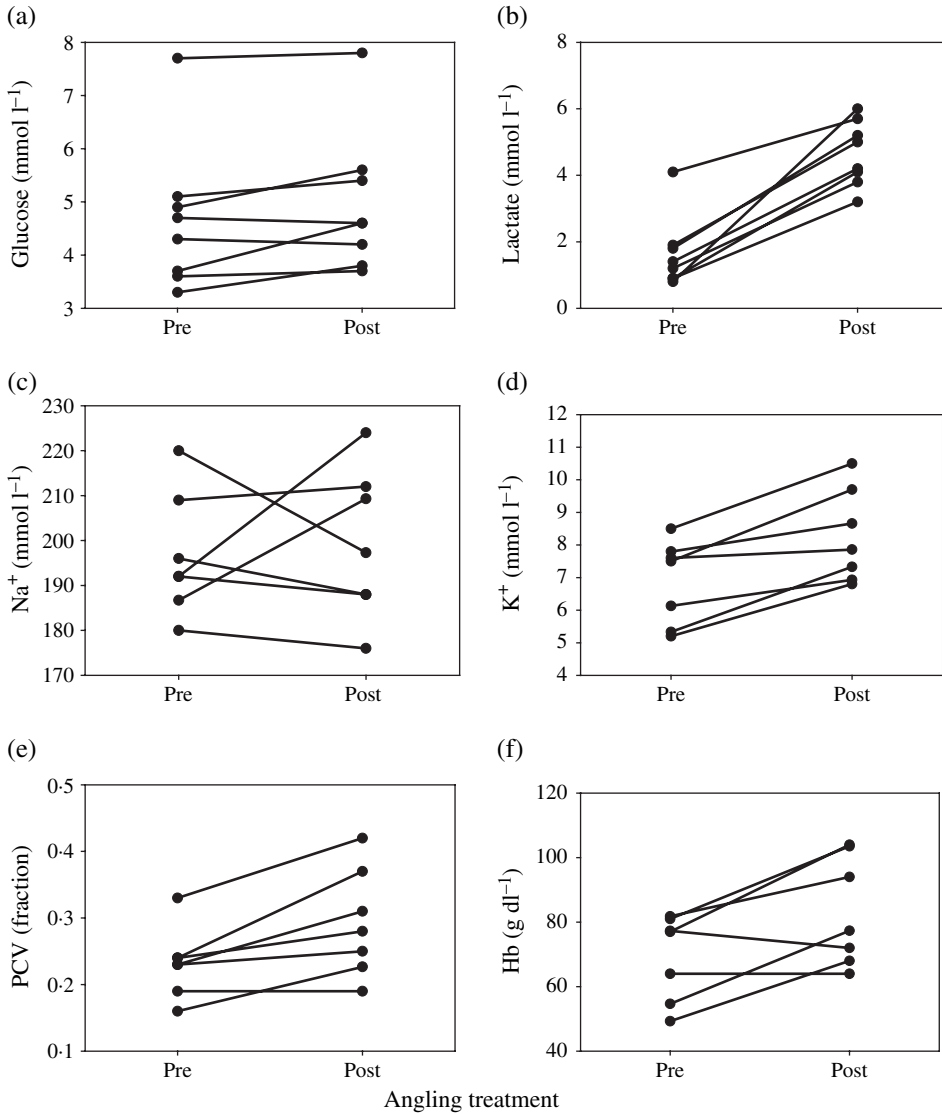 (a)
8
7
6
5
4
3
Glucose (mmol l⁻¹)
Pre Post
(b)
8
6
4
2
0
Lactate (mmol l⁻¹)
Pre Post
(c)
230
220
210
200
190
180
170
Na⁺ (mmol l⁻¹)
Pre Post
(d)
12
11
10
9
8
7
6
5
4
K⁺ (mmol l⁻¹)
Pre Post
(e)
0·5
0·4
0·3
0·2
0·1
PCV (fraction)
Pre Post
(f)
120
100
80
60
40
Hb (g dl⁻¹)
Pre Post
Angling treatment